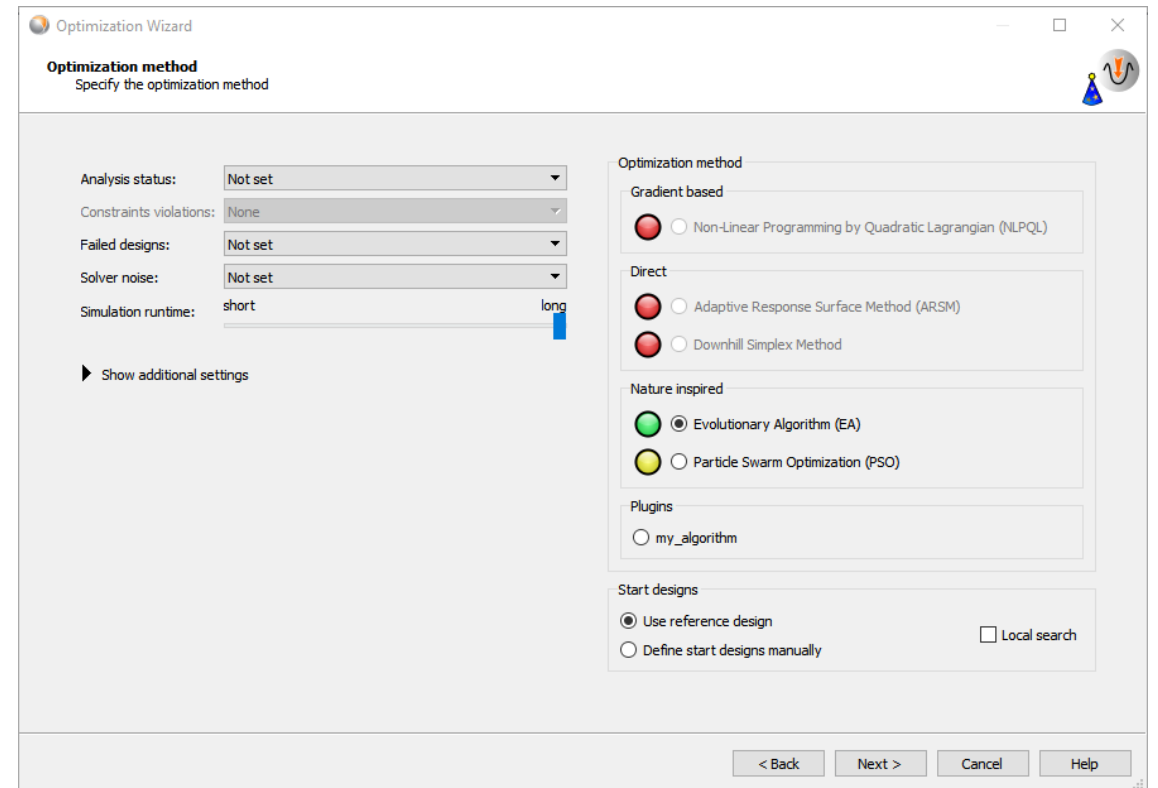 Optimization Wizard
Optimization method
Specify the optimization method
Analysis status: Not set
Constraints violations: None
Failed designs: Not set
Solver noise: Not set
Simulation runtime: short long
Show additional settings
Optimization method
Gradient based
Non-Linear Programming by Quadratic Lagrangian (NLPQL)
Direct
Adaptive Response Surface Method (ARSM)
Downhill Simplex Method
Nature inspired
Evolutionary Algorithm (EA)
Particle Swarm Optimization (PSO)
Plugins
my_algorithm
Start designs
Use reference design
Define start designs manually
Local search
< Back Next > Cancel Help